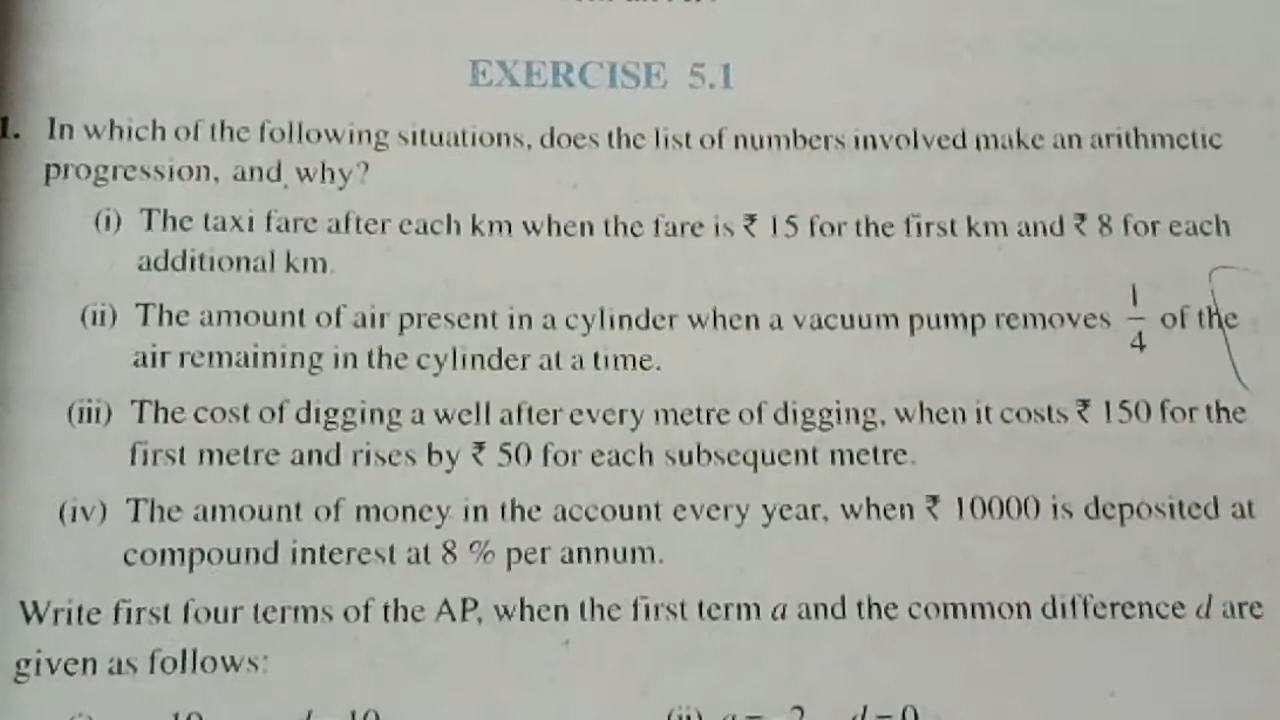 EXERCISE 5.1
1. In which of the following situations, does the list of numbers involved make an arithmetic
progression, and why?
(i) The taxi fare after each km when the fare is ₹ 15 for the first km and ₹ 8 for each
additional km.
(ii) The amount of air present in a cylinder when a vacuum pump removes 1/4 of the
air remaining in the cylinder at a time.
(iii) The cost of digging a well after every metre of digging, when it costs ₹ 150 for the
first metre and rises by ₹ 50 for each subsequent metre.
(iv) The amount of money in the account every year, when ₹ 10000 is deposited at
compound interest at 8 % per annum.
Write first four terms of the AP, when the first term a and the common difference d are
given as follows: